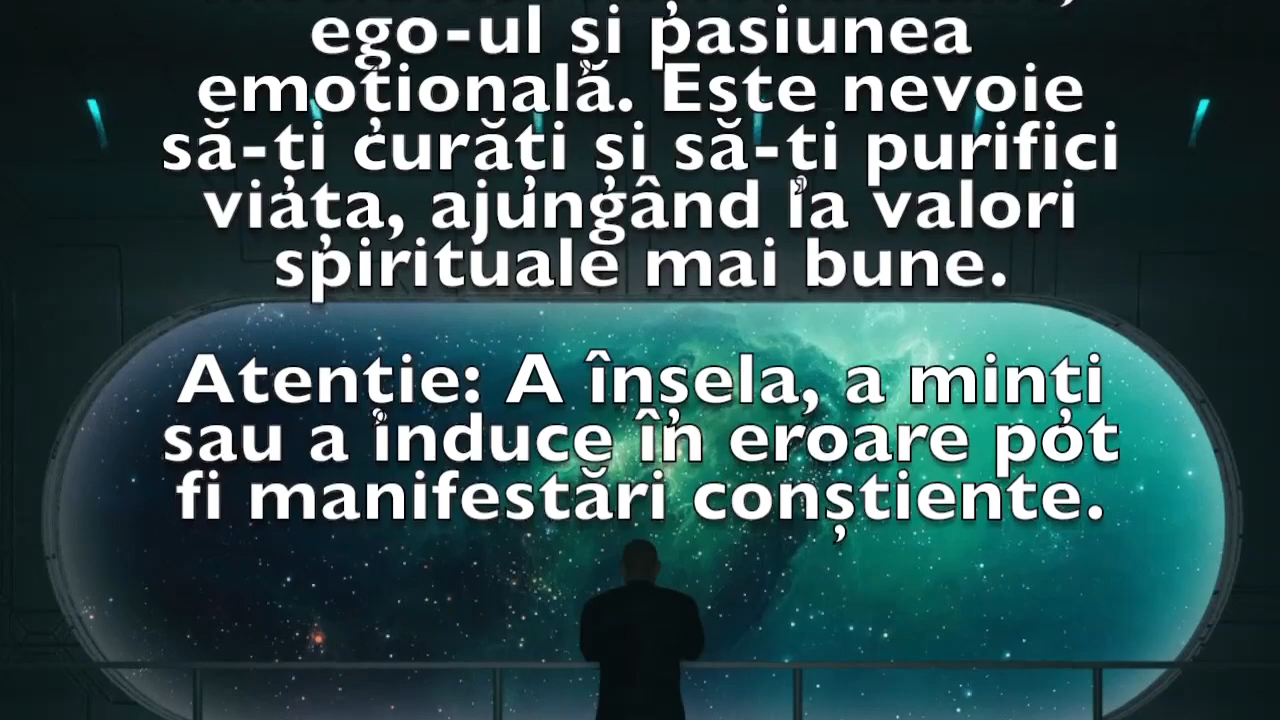 ego-ul și pasiunea
emoțională. Este nevoie
să-ți curăți și să-ți purifici
viața, ajungând la valori
spirituale mai bune.
Atenție: A înșela, a minți
sau a induce în eroare pot
fi manifestări conștiente.